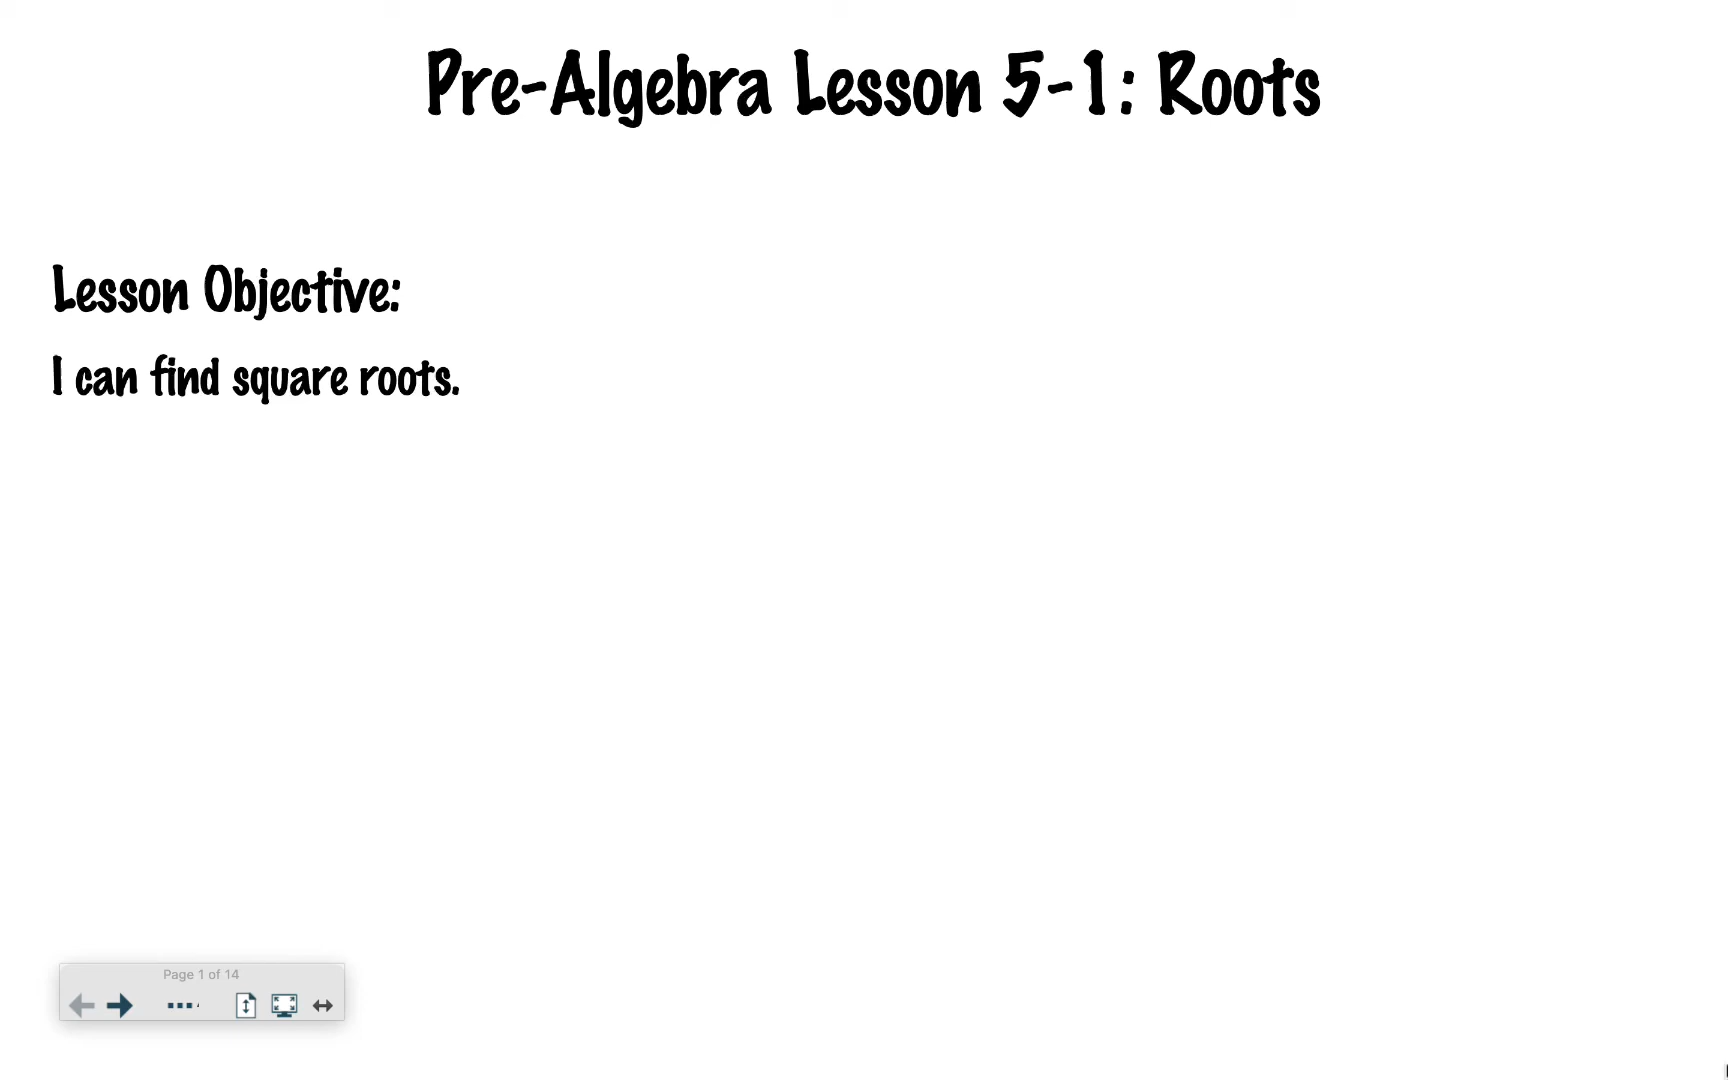 Pre-Algebra Lesson 5-1: Roots
Lesson Objective:
I can find square roots.
Page 1 of 14